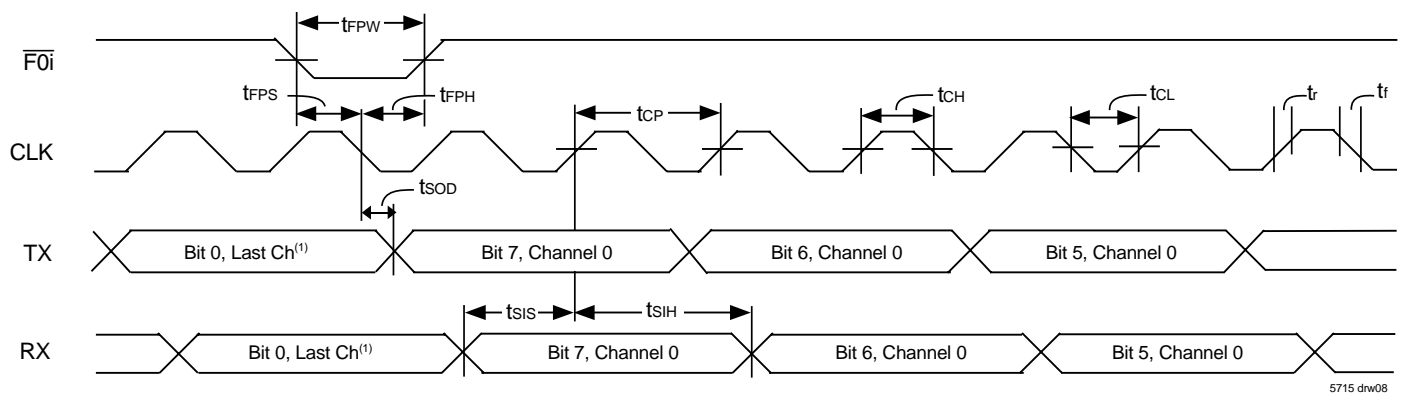 tFPW
F0i
tFPS
tFPH
tCP
tCH
tCL
tr
tf
CLK
tSOD
TX
Bit 0, Last Ch(1)
Bit 7, Channel 0
Bit 6, Channel 0
Bit 5, Channel 0
tSIS
tSIH
RX
Bit 0, Last Ch(1)
Bit 7, Channel 0
Bit 6, Channel 0
Bit 5, Channel 0
5715 drw08